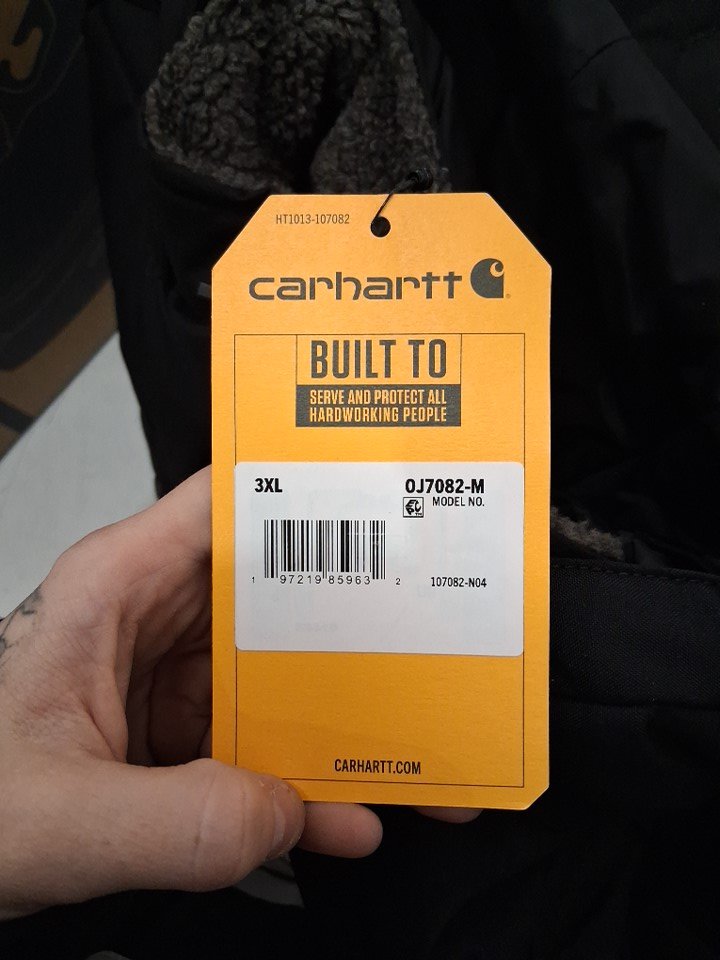 HT1013-107082
carhartt
BUILT TO
SERVE AND PROTECT ALL
HARDWORKING PEOPLE
3XL
OJ7082-M
MODEL NO.
1 97219 85963 2
107082-N04
CARHARTT.COM